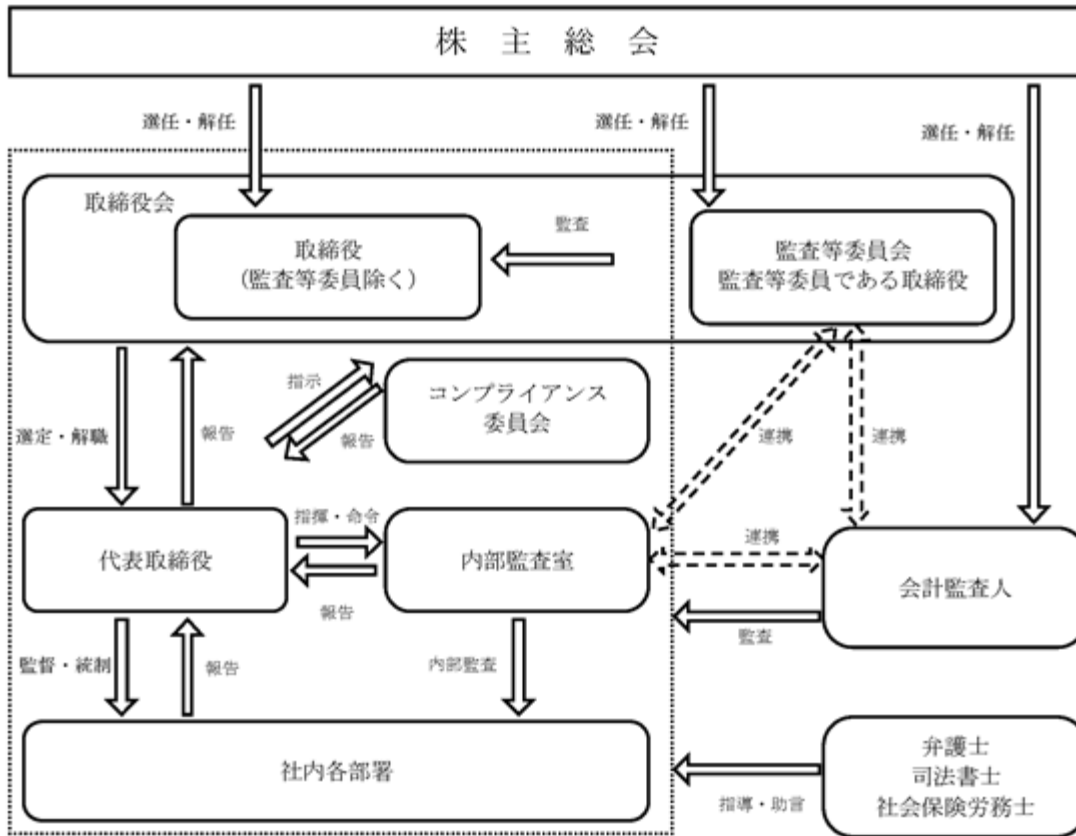 株主総会
選任・解任
選任・解任
選任・解任
取締役会
取締役
(監査等委員除く)
監査
監査等委員会
監査等委員である取締役
コンプライアンス
委員会
指示
報告
選定・解職
報告
連携
連携
代表取締役
指揮・命令
報告
内部監査室
連携
会計監査人
監査
監督・統制
報告
内部監査
社内各部署
指導・助言
弁護士
司法書士
社会保険労務士